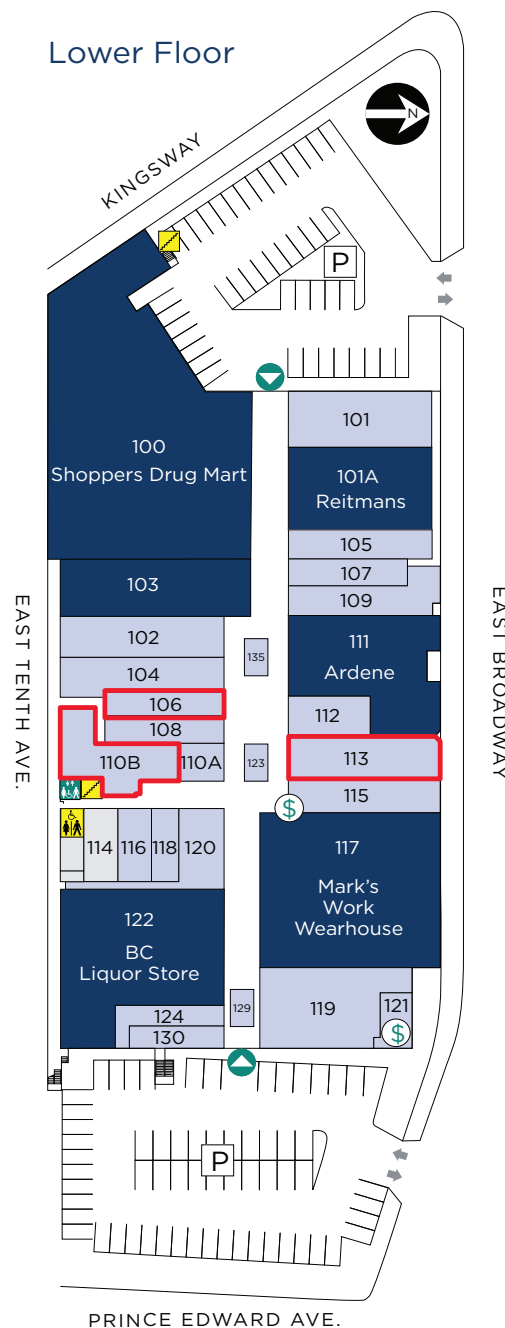 Lower Floor
N
KINGSWAY
P
101
100
Shoppers Drug Mart
101A
Reitmans
105
107
103
109
EAST TENTH AVE.
EAST BROADWAY
102
111
Ardene
135
104
106
112
108
113
110B
110A
123
115
$
114
116
118
120
117
Mark's
Work
Wearhouse
122
BC
Liquor Store
129
119
121
124
130
$
P
PRINCE EDWARD AVE.